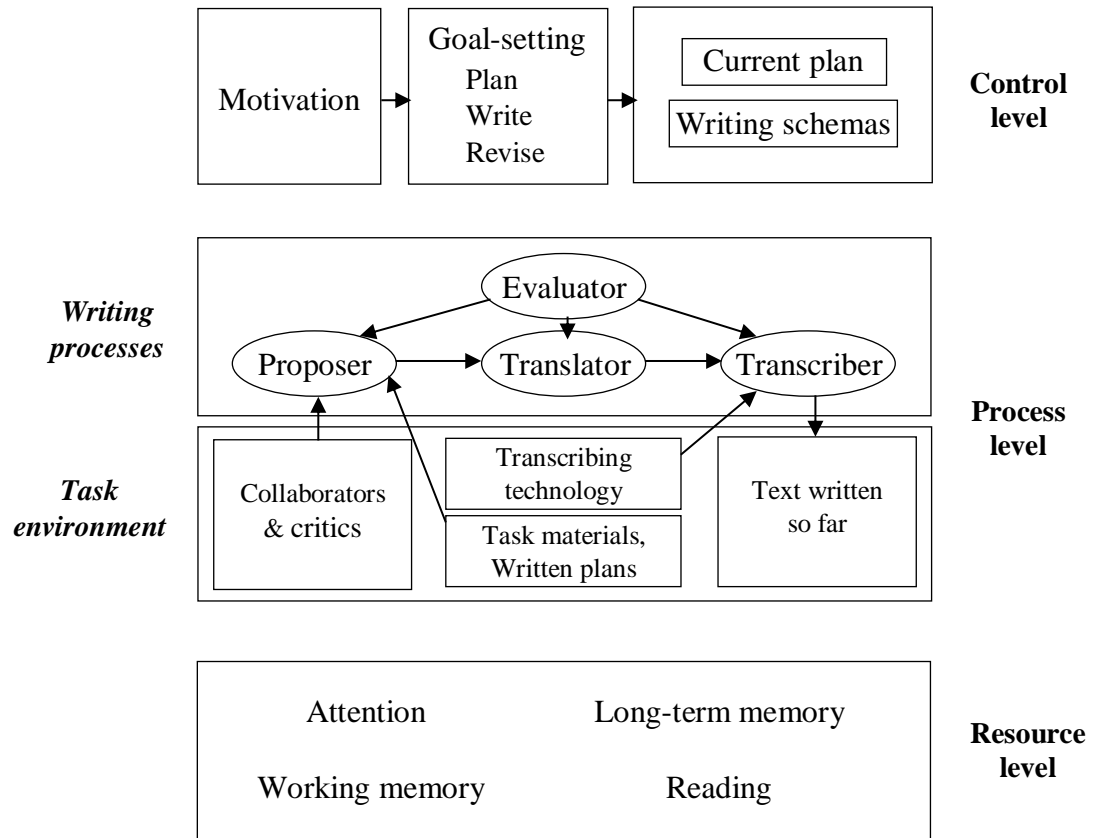 Motivation
Goal-setting
Plan
Write
Revise
Current plan
Writing schemas
Control
level
Writing
processes
Evaluator
Proposer
Translator
Transcriber
Process
level
Task
environment
Collaborators
& critics
Transcribing
technology
Task materials,
Written plans
Text written
so far
Attention
Long-term memory
Working memory
Reading
Resource
level